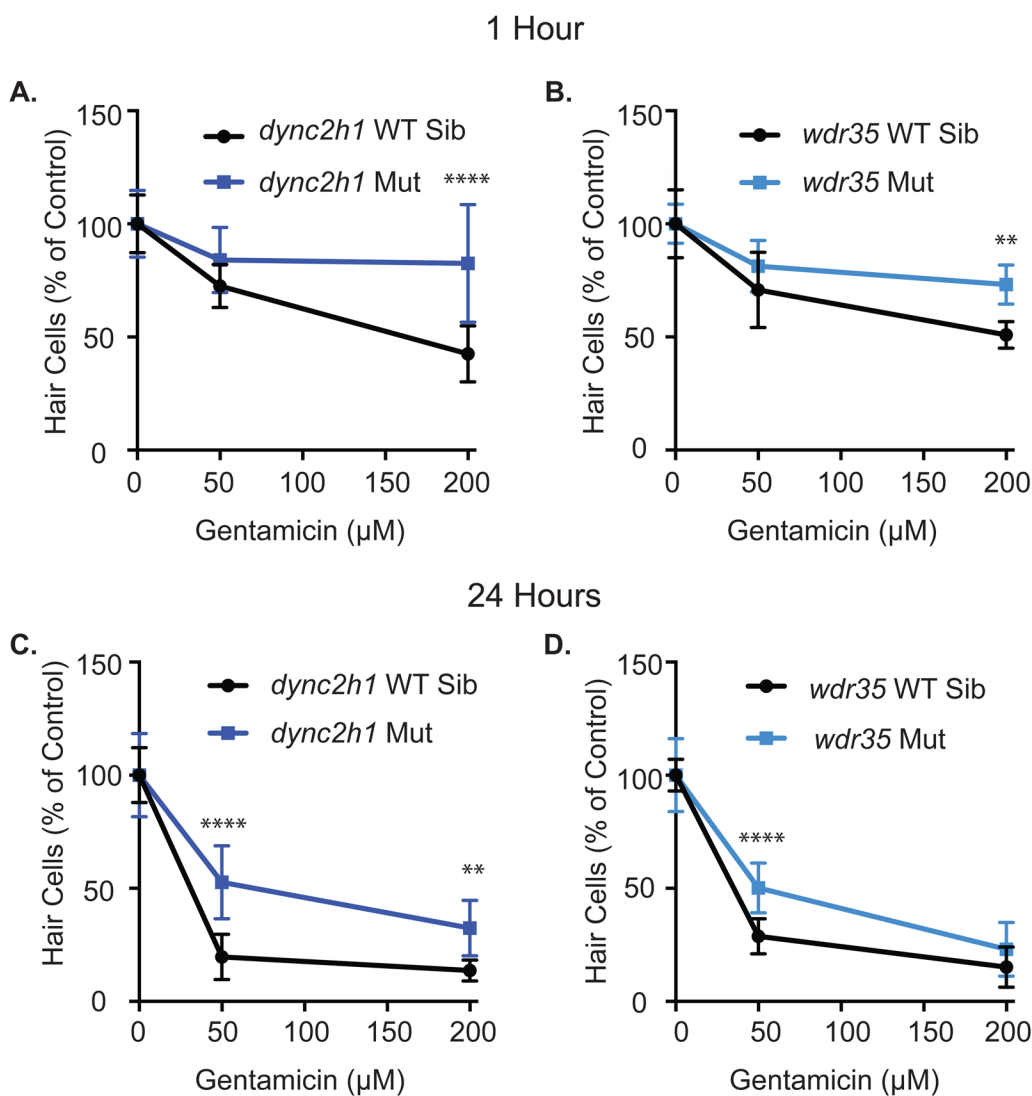 1 Hour
A.
dync2h1 WT Sib
dync2h1 Mut
****
150
100
50
0
Hair Cells (% of Control)
0 50 100 150 200
Gentamicin (µM)
B.
wdr35 WT Sib
wdr35 Mut
**
150
100
50
0
Hair Cells (% of Control)
0 50 100 150 200
Gentamicin (µM)
24 Hours
C.
dync2h1 WT Sib
dync2h1 Mut
****
**
150
100
50
0
Hair Cells (% of Control)
0 50 100 150 200
Gentamicin (µM)
D.
wdr35 WT Sib
wdr35 Mut
****
150
100
50
0
Hair Cells (% of Control)
0 50 100 150 200
Gentamicin (µM)